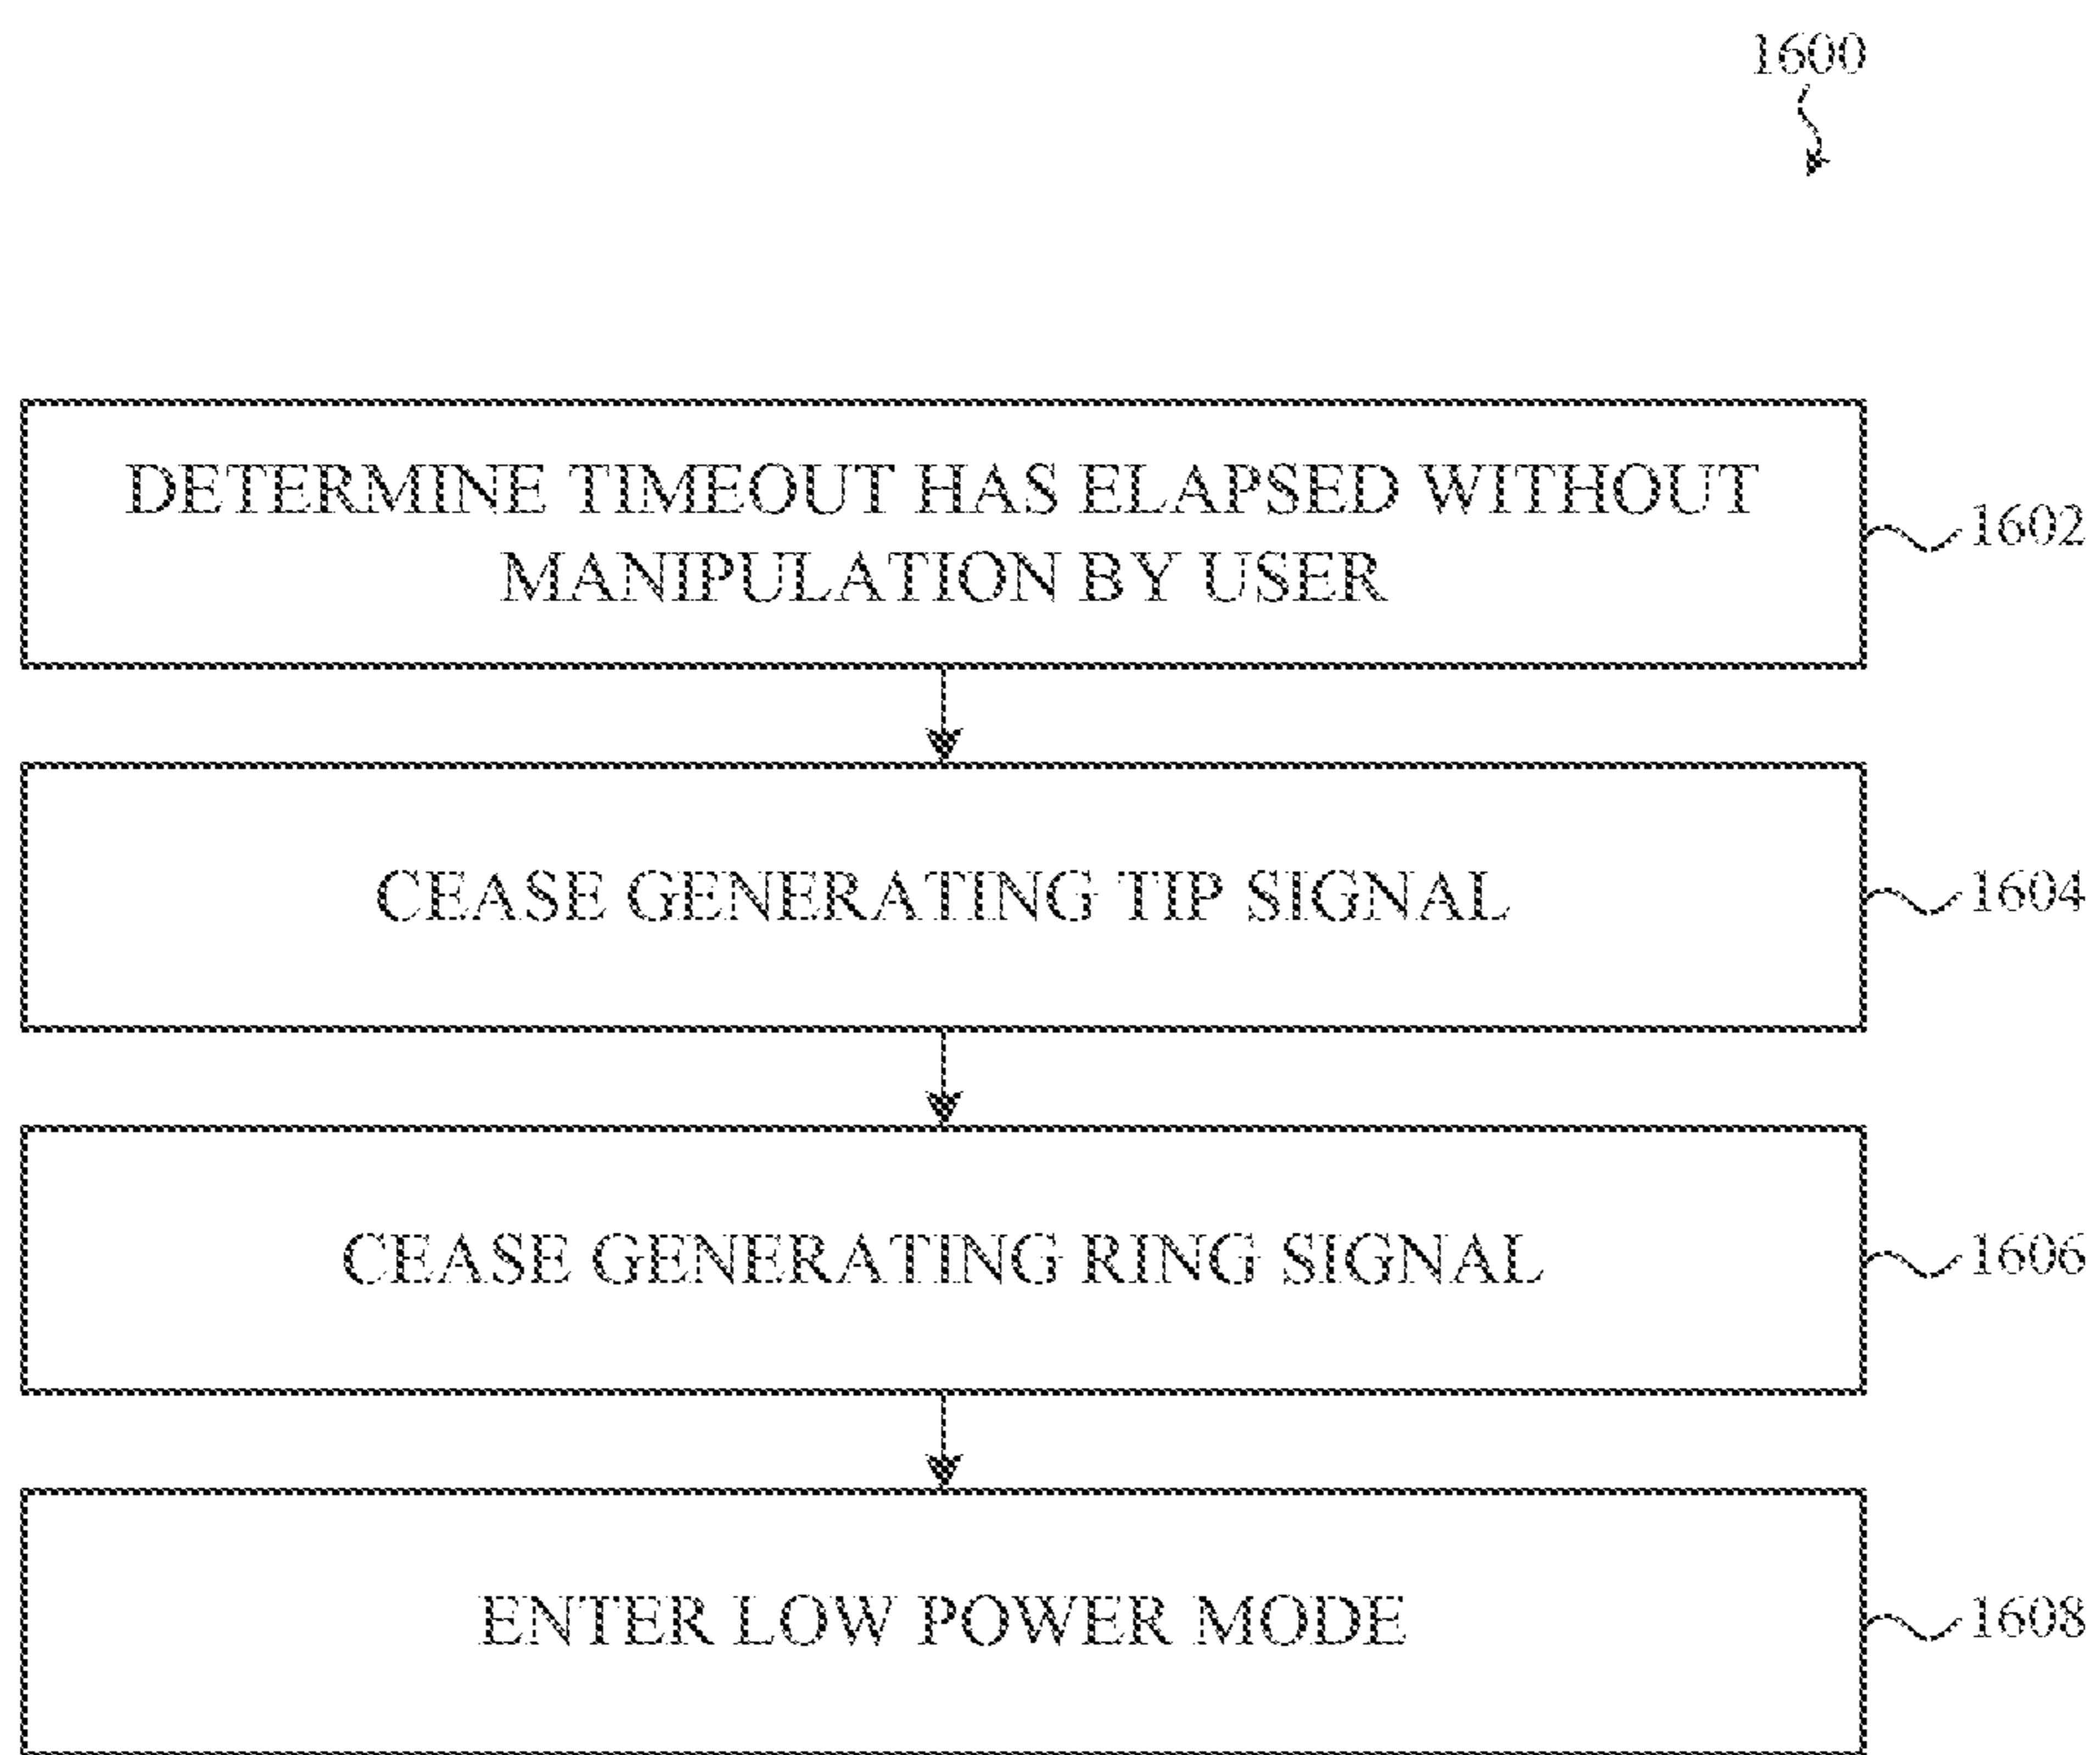 1600
DETERMINE TIMEOUT HAS ELAPSED WITHOUT
MANIPULATION BY USER
1602
CEASE GENERATING TIP SIGNAL
1604
CEASE GENERATING RING SIGNAL
1606
ENTER LOW POWER MODE
1608